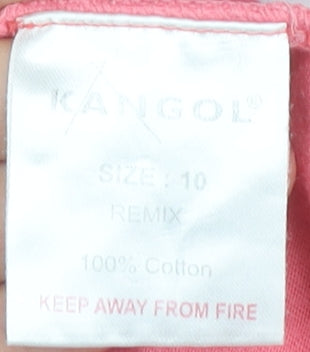 KANGOL®
SIZE : 10
REMIX
100% Cotton
KEEP AWAY FROM FIRE